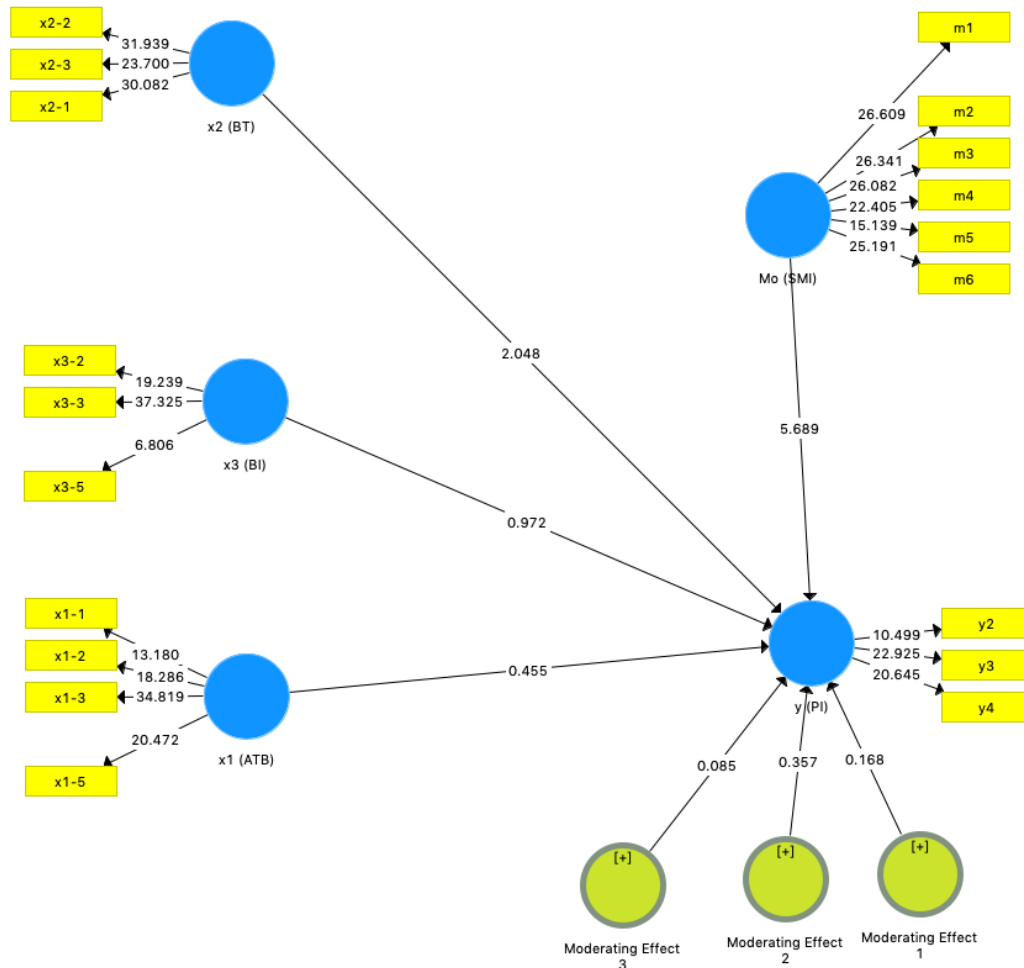 x2-2
x2-3
x2-1
31.939
23.700
30.082
x2 (BT)
m1
m2
m3
m4
m5
m6
26.609
26.341
26.082
22.405
15.139
25.191
Mo (SMI)
2.048
5.689
x3-2
x3-3
x3-5
19.239
37.325
6.806
x3 (BI)
0.972
x1-1
x1-2
x1-3
x1-5
13.180
18.286
34.819
20.472
x1 (ATB)
0.455
y2
y3
y4
10.499
22.925
20.645
y (PI)
0.085
0.357
0.168
[+]
Moderating Effect
3
[+]
Moderating Effect
2
[+]
Moderating Effect
1